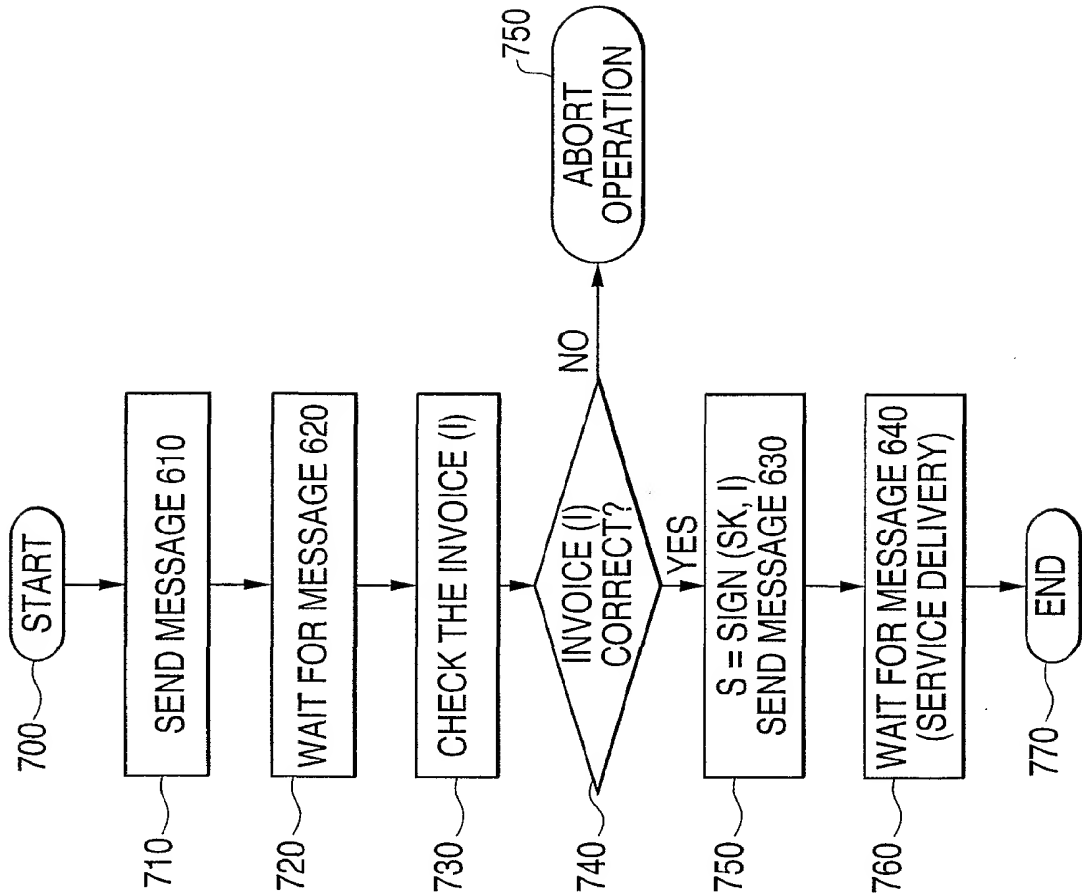 700
START
710
SEND MESSAGE 610
720
WAIT FOR MESSAGE 620
730
CHECK THE INVOICE (I)
740
INVOICE (I)
CORRECT?
NO
750
ABORT
OPERATION
YES
750
S = SIGN (SK, I)
SEND MESSAGE 630
760
WAIT FOR MESSAGE 640
(SERVICE DELIVERY)
770
END